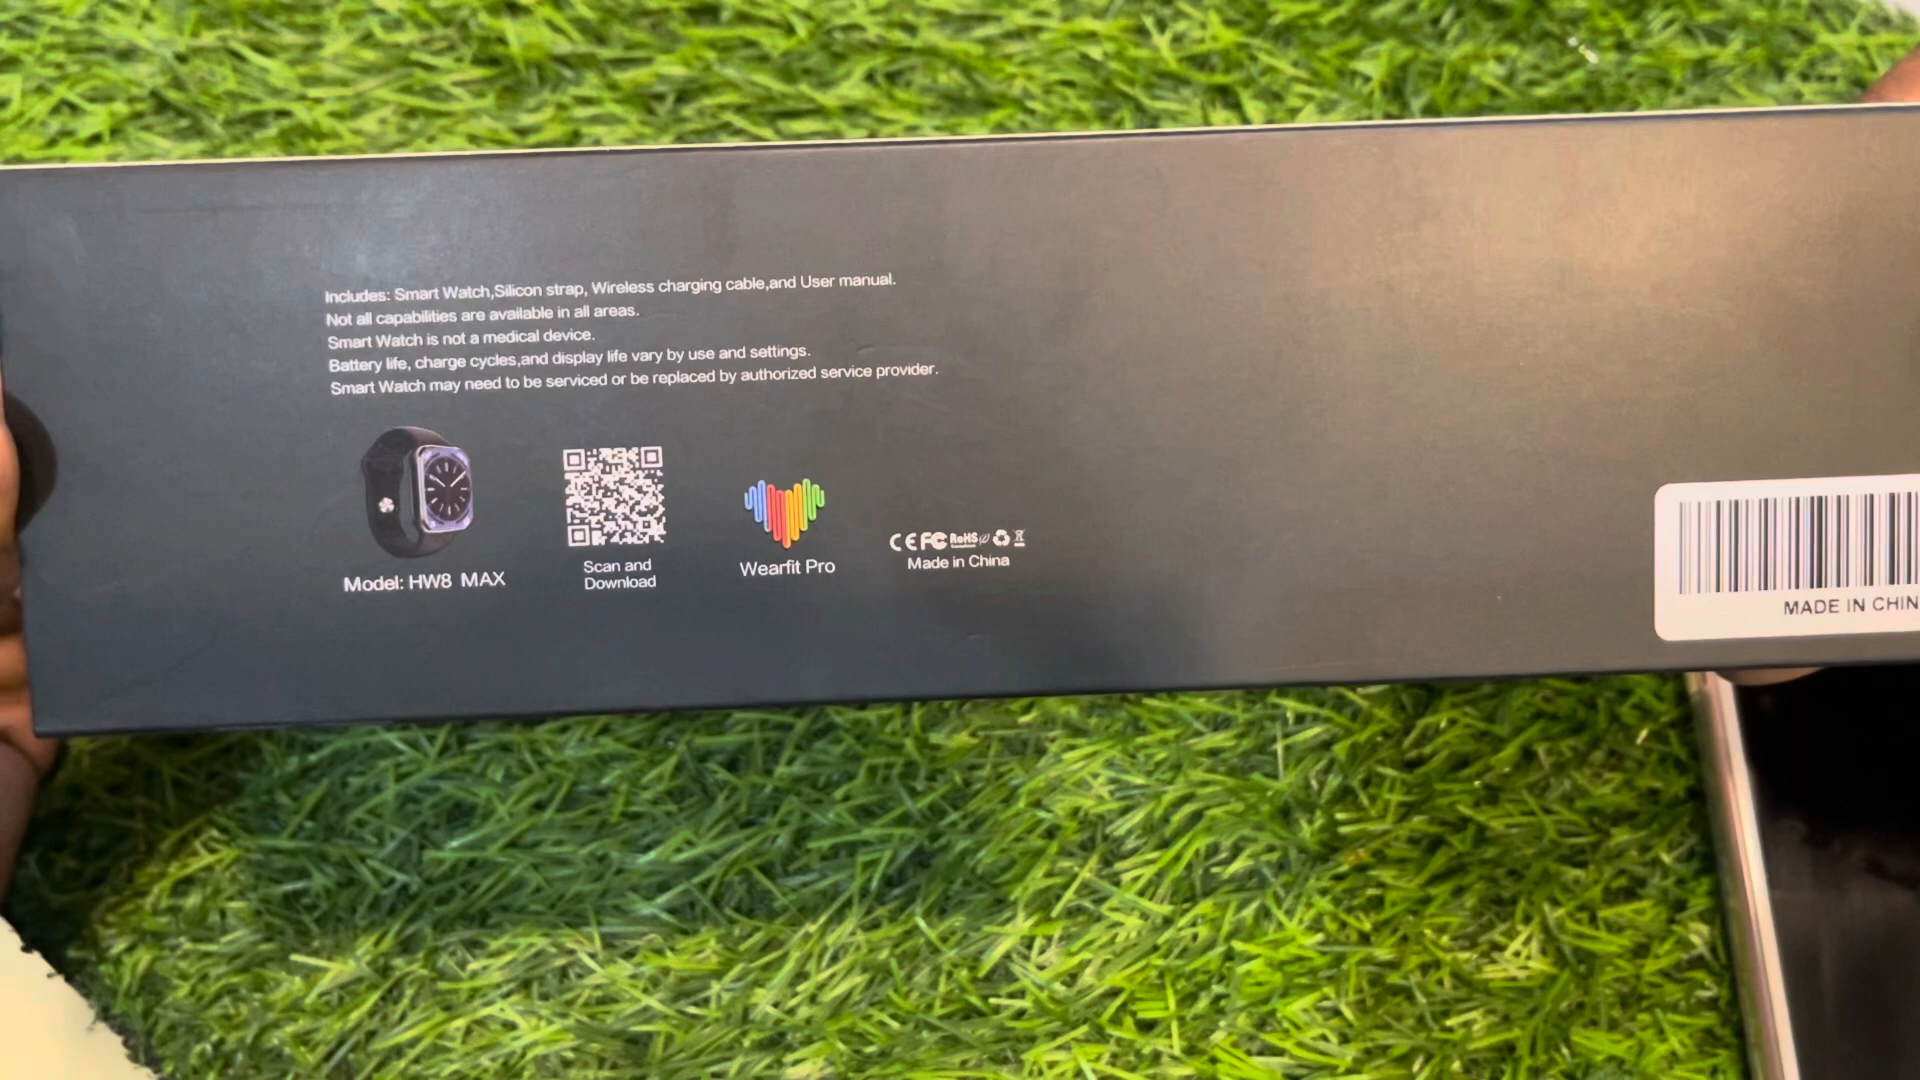 Includes: Smart Watch,Silicon strap, Wireless charging cable,and User manual.
Not all capabilities are available in all areas.
Smart Watch is not a medical device.
Battery life, charge cycles,and display life vary by use and settings.
Smart Watch may need to be serviced or be replaced by authorized service provider.
Model: HW8 MAX
Scan and
Download
Wearfit Pro
CE FC RoHS
Made in China
MADE IN CHIN